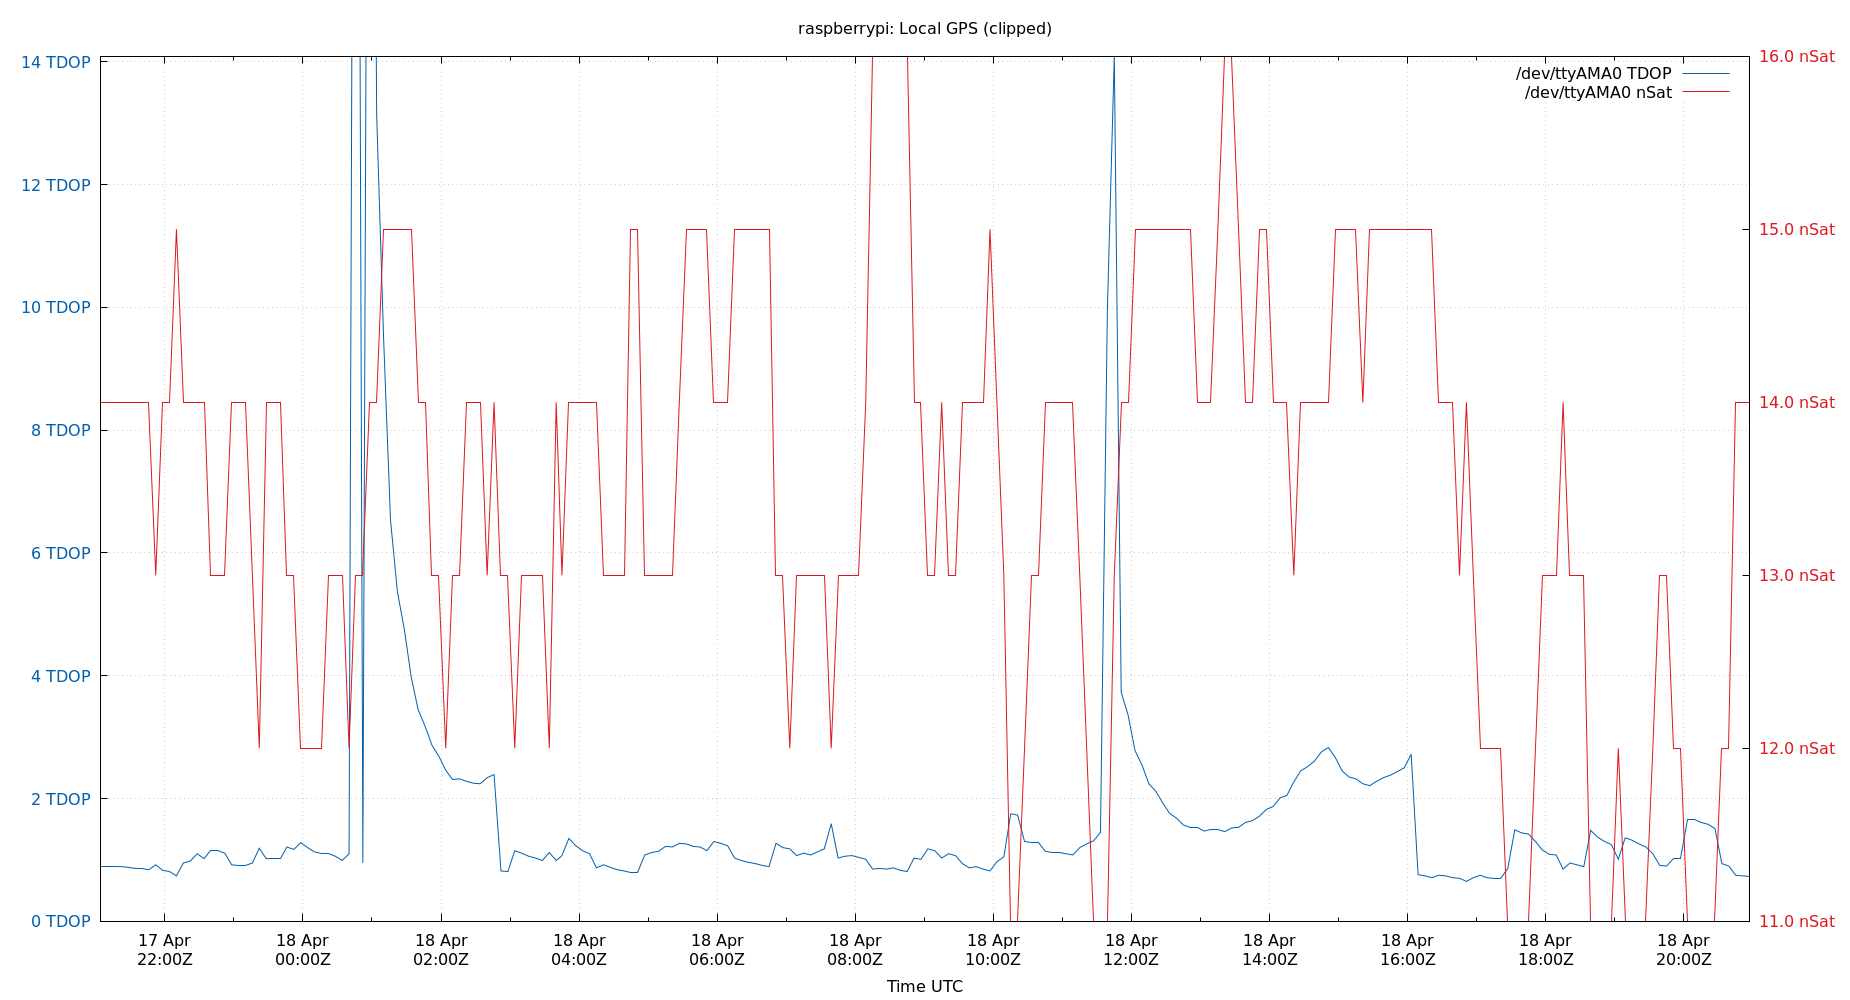 raspberrypi: Local GPS (clipped)
14 TDOP
12 TDOP
10 TDOP
8 TDOP
6 TDOP
4 TDOP
2 TDOP
0 TDOP
16.0 nSat
15.0 nSat
14.0 nSat
13.0 nSat
12.0 nSat
11.0 nSat
/dev/ttyAMA0 TDOP
/dev/ttyAMA0 nSat
17 Apr
22:00Z
18 Apr
00:00Z
18 Apr
02:00Z
18 Apr
04:00Z
18 Apr
06:00Z
18 Apr
08:00Z
18 Apr
10:00Z
18 Apr
12:00Z
18 Apr
14:00Z
18 Apr
16:00Z
18 Apr
18:00Z
18 Apr
20:00Z
Time UTC